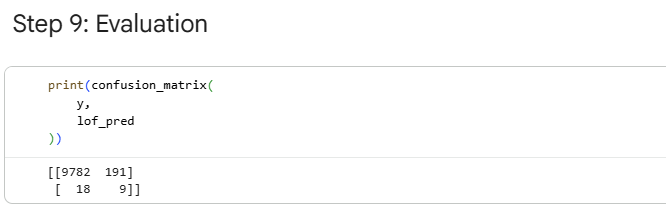 Step 9: Evaluation
print(confusion_matrix(
    y,
    lof_pred
))
[[9782  191]
 [  18    9]]